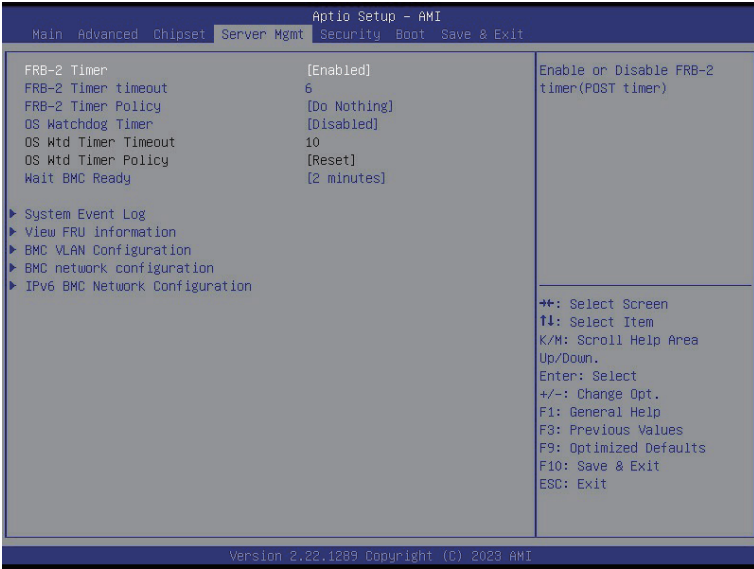 Aptio Setup - AMI
Main Advanced Chipset Server Mgmt Security Boot Save & Exit
FRB-2 Timer [Enabled]
FRB-2 Timer timeout 6
FRB-2 Timer Policy [Do Nothing]
OS Watchdog Timer [Disabled]
OS Wtd Timer Timeout 10
OS Wtd Timer Policy [Reset]
Wait BMC Ready [2 minutes]
System Event Log
View FRU information
BMC VLAN Configuration
BMC network configuration
IPv6 BMC Network Configuration
Enable or Disable FRB-2
timer(POST timer)
→←: Select Screen
↑↓: Select Item
K/M: Scroll Help Area
Up/Down.
Enter: Select
+/-: Change Opt.
F1: General Help
F3: Previous Values
F9: Optimized Defaults
F10: Save & Exit
ESC: Exit
Version 2.22.1289 Copyright (C) 2023 AMI